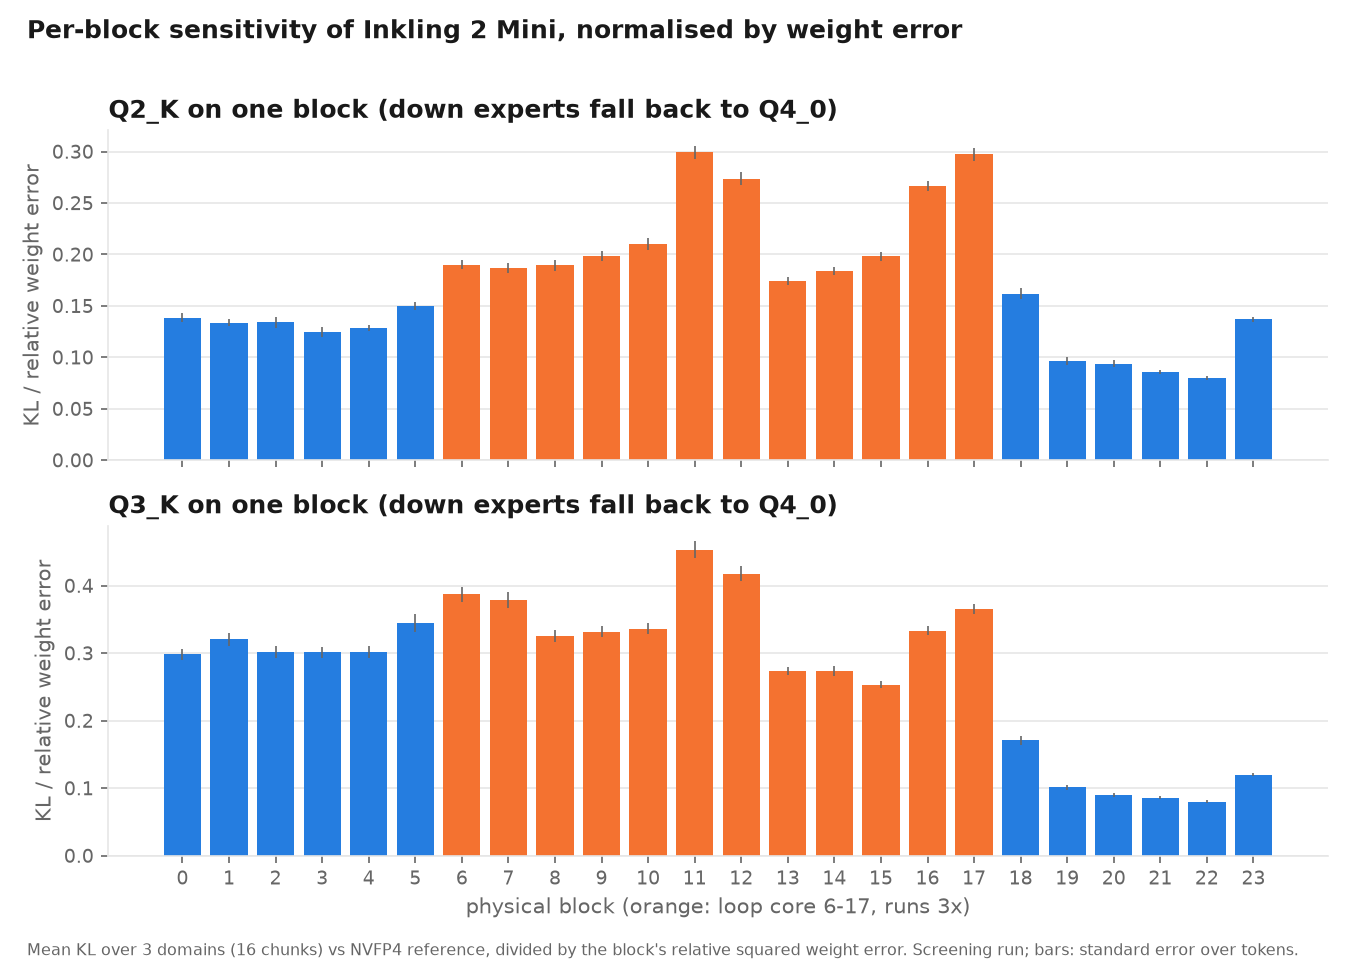 Per-block sensitivity of Inkling 2 Mini, normalised by weight error
Q2_K on one block (down experts fall back to Q4_0)
KL / relative weight error
0.30
0.25
0.20
0.15
0.10
0.05
0.00
Q3_K on one block (down experts fall back to Q4_0)
KL / relative weight error
0.4
0.3
0.2
0.1
0.0
0 1 2 3 4 5 6 7 8 9 10 11 12 13 14 15 16 17 18 19 20 21 22 23
physical block (orange: loop core 6-17, runs 3x)
Mean KL over 3 domains (16 chunks) vs NVFP4 reference, divided by the block's relative squared weight error. Screening run; bars: standard error over tokens.